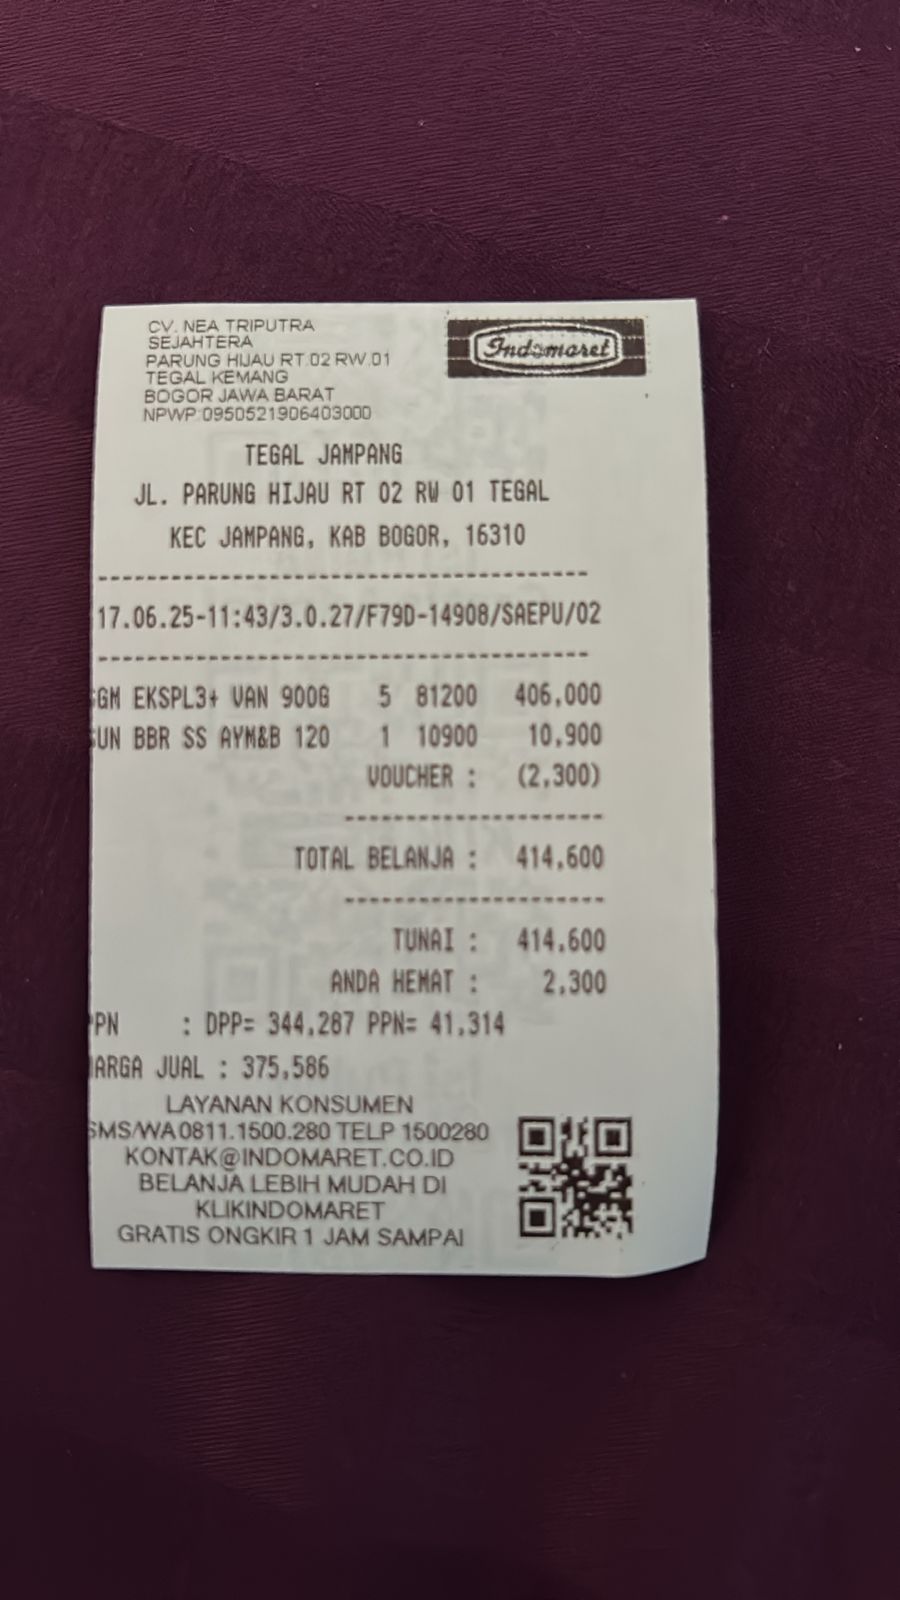 CV. NEA TRIPUTRA
SEJAHTERA
PARUNG HIJAU RT.02 RW.01
TEGAL KEMANG
BOGOR JAWA BARAT
NPWP:0950521906403000
Indomaret
TEGAL JAMPANG
JL. PARUNG HIJAU RT 02 RW 01 TEGAL
KEC JAMPANG, KAB BOGOR, 16310
17.06.25-11:43/3.0.27/F79D-14908/SAEPU/02
GM EKSPL3+ VAN 900G 5 81200 406,000
UN BBR SS AYM&B 120 1 10900 10,900
VOUCHER : (2,300)
TOTAL BELANJA : 414,600
TUNAI : 414,600
ANDA HEMAT : 2,300
PPN : DPP= 344,287 PPN= 41,314
ARGA JUAL : 375,586
LAYANAN KONSUMEN
SMS/WA 0811.1500.280 TELP 1500280
KONTAK@INDOMARET.CO.ID
BELANJA LEBIH MUDAH DI
KLIKINDOMARET
GRATIS ONGKIR 1 JAM SAMPAI